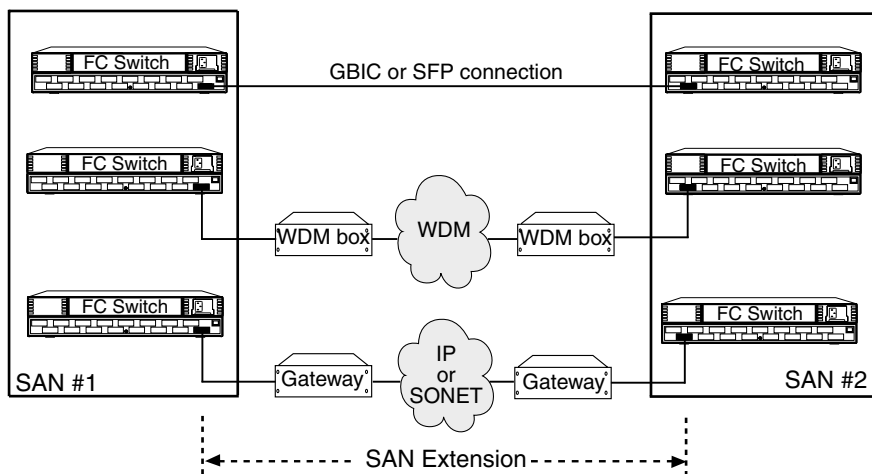 FC Switch
FC Switch
GBIC or SFP connection
FC Switch
FC Switch
WDM box
WDM
WDM box
FC Switch
FC Switch
Gateway
IP
or
SONET
Gateway
SAN #1
SAN #2
SAN Extension